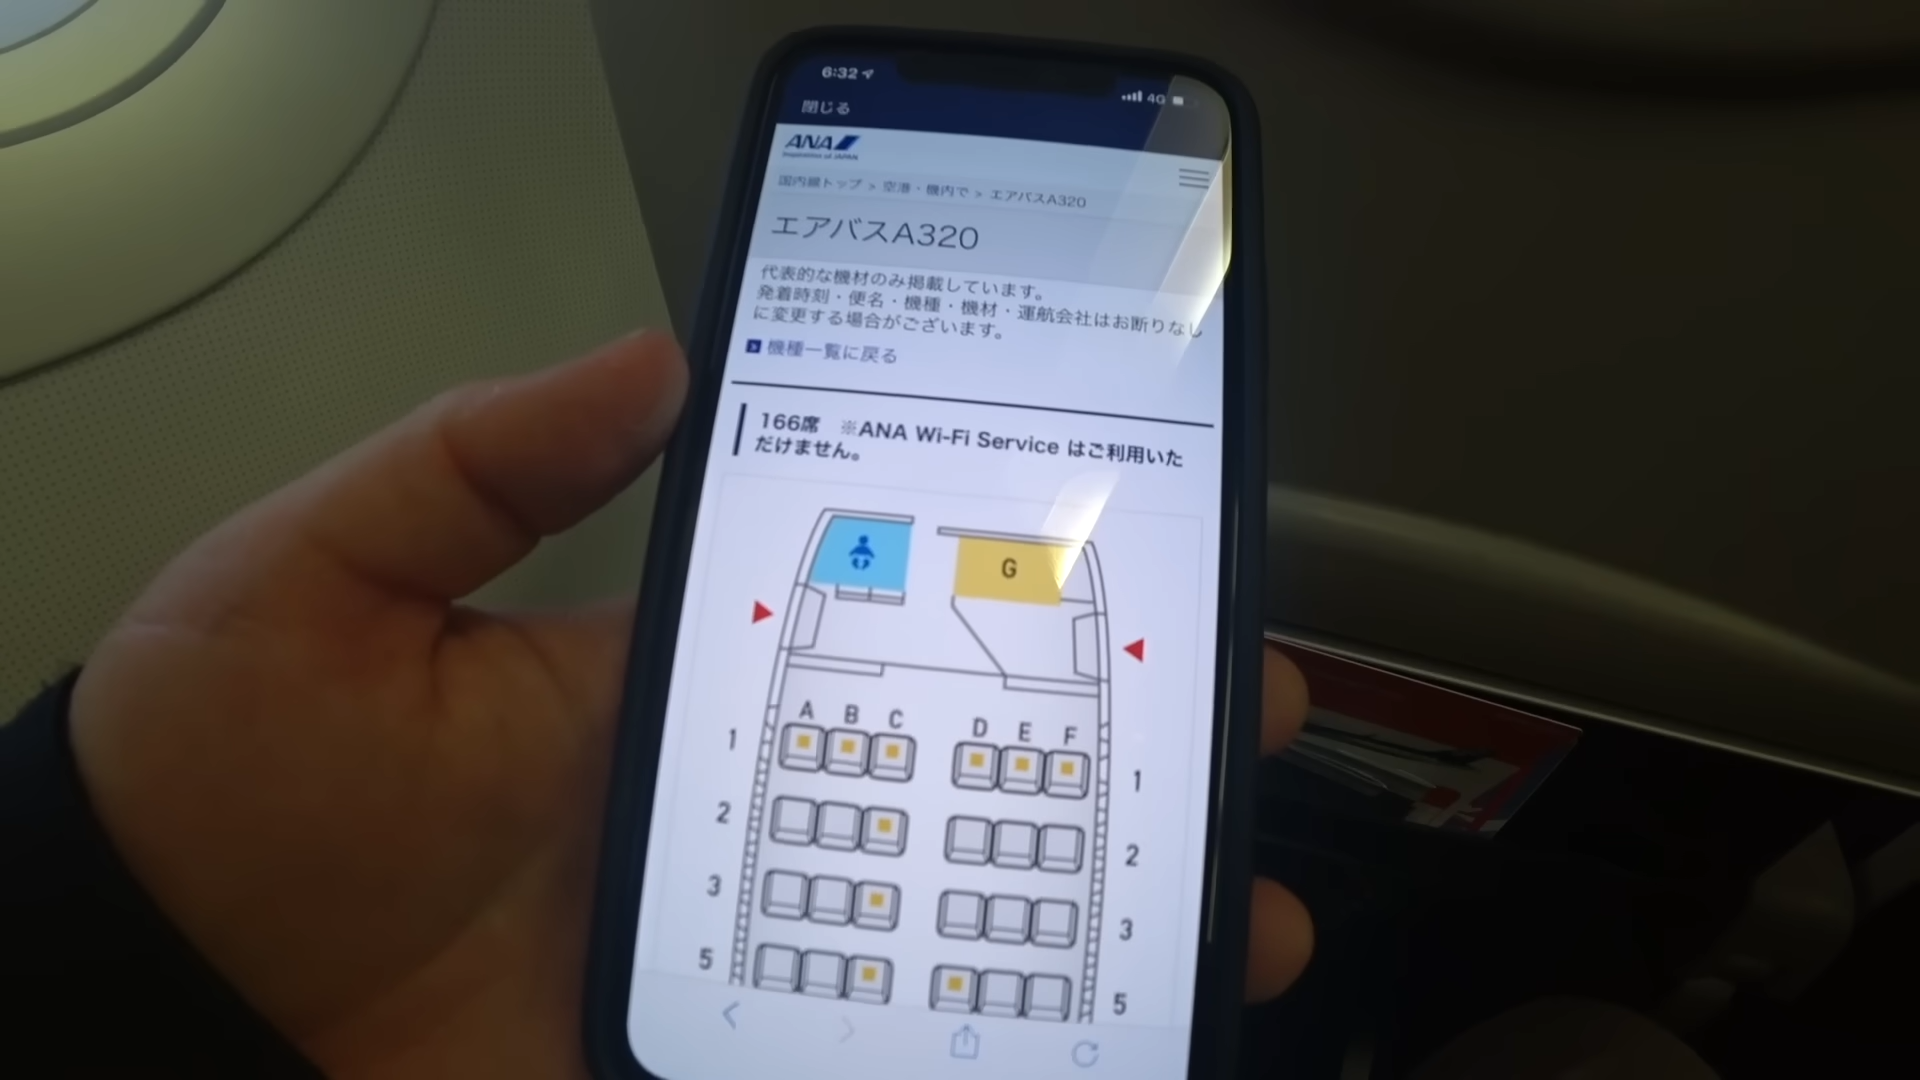 6:32
4G
閉じる
ANA
Inspiration of JAPAN
国内線トップ > 空港・機内で > エアバスA320
エアバスA320
代表的な機材のみ掲載しています。
発着時刻・便名・機種・機材・運航会社はお断りなし
に変更する場合がございます。
機種一覧に戻る
166席 ※ANA Wi-Fi Service はご利用いた
だけません。
G
A B C D E F
1 1
2 2
3 3
5 5